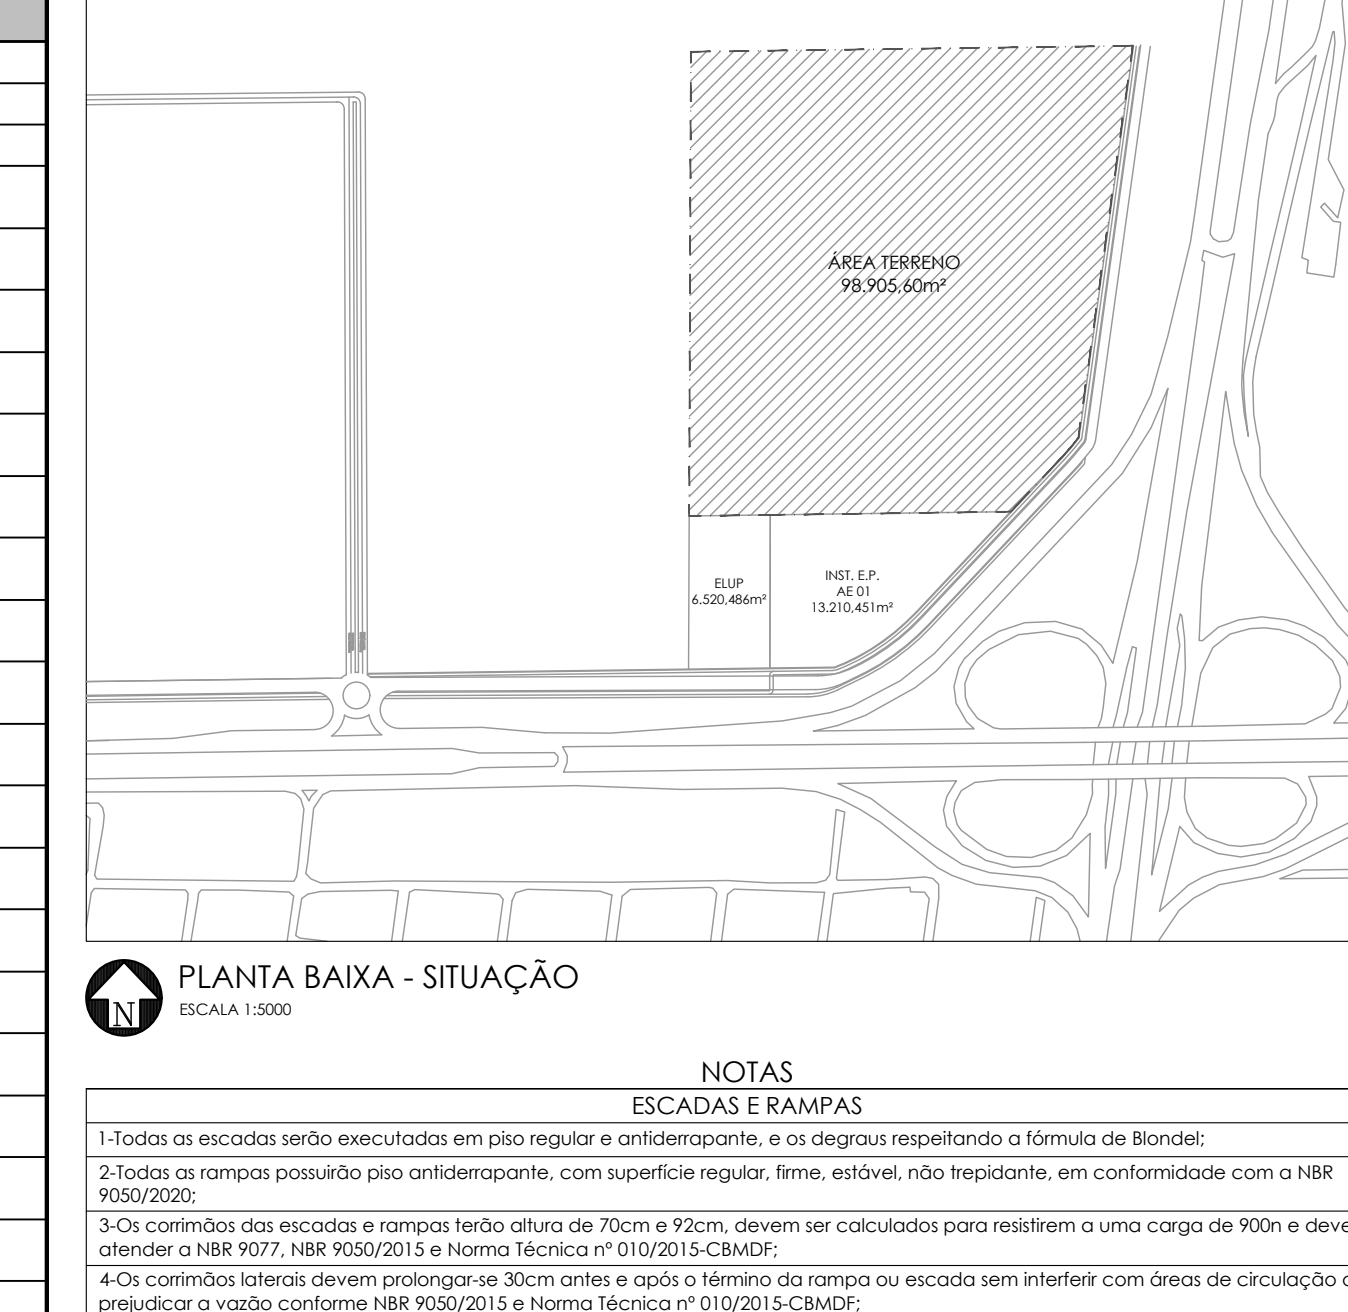 ÁREA TERRENO
98.905,60m²
ELUP
6.520,486m²
INST. E.P.
AE 01
13.210,451m²
N
PLANTA BAIXA - SITUAÇÃO
ESCALA 1:5000
NOTAS
ESCADAS E RAMPAS
1-Todas as escadas serão executadas em piso regular e antiderrapante, e os degraus respeitando a fórmula de Blondel;
2-Todas as rampas possuirão piso antiderrapante, com superfície regular, firme, estável, não trepidante, em conformidade com a NBR
9050/2020;
3-Os corrimãos das escadas e rampas terão altura de 70cm e 92cm, devem ser calculados para resistirem a uma carga de 900n e deve
atender a NBR 9077, NBR 9050/2015 e Norma Técnica nº 010/2015-CBMDF;
4-Os corrimãos laterais devem prolongar-se 30cm antes e após o término da rampa ou escada sem interferir com áreas de circulação
prejudicar a vazão conforme NBR 9050/2015 e Norma Técnica nº 010/2015-CBMDF;